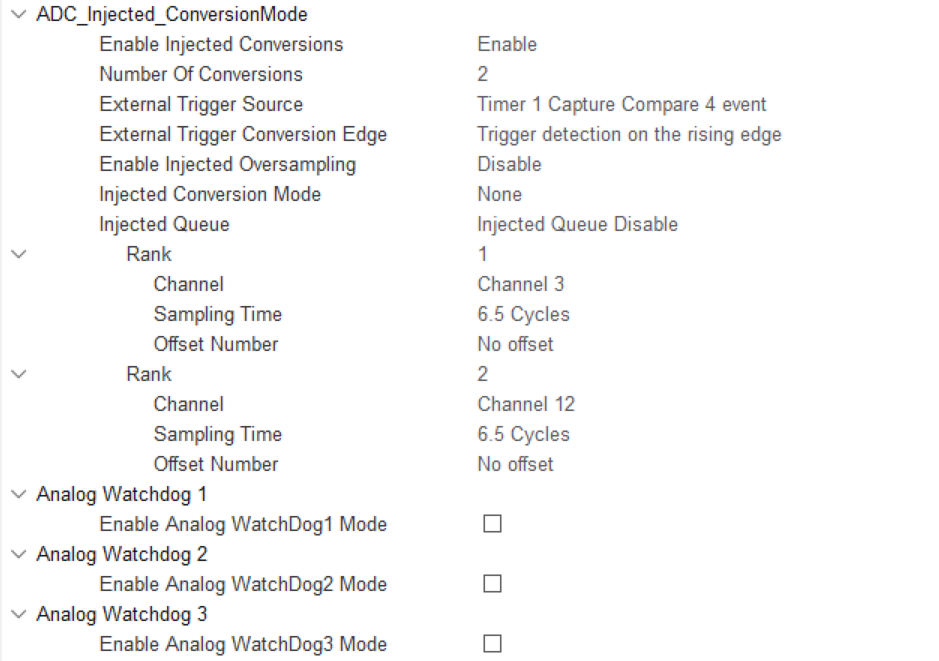 ADC_Injected_ConversionMode
Enable Injected Conversions Enable
Number Of Conversions 2
External Trigger Source Timer 1 Capture Compare 4 event
External Trigger Conversion Edge Trigger detection on the rising edge
Enable Injected Oversampling Disable
Injected Conversion Mode None
Injected Queue Injected Queue Disable
Rank 1
Channel Channel 3
Sampling Time 6.5 Cycles
Offset Number No offset
Rank 2
Channel Channel 12
Sampling Time 6.5 Cycles
Offset Number No offset
Analog Watchdog 1
Enable Analog WatchDog1 Mode
Analog Watchdog 2
Enable Analog WatchDog2 Mode
Analog Watchdog 3
Enable Analog WatchDog3 Mode